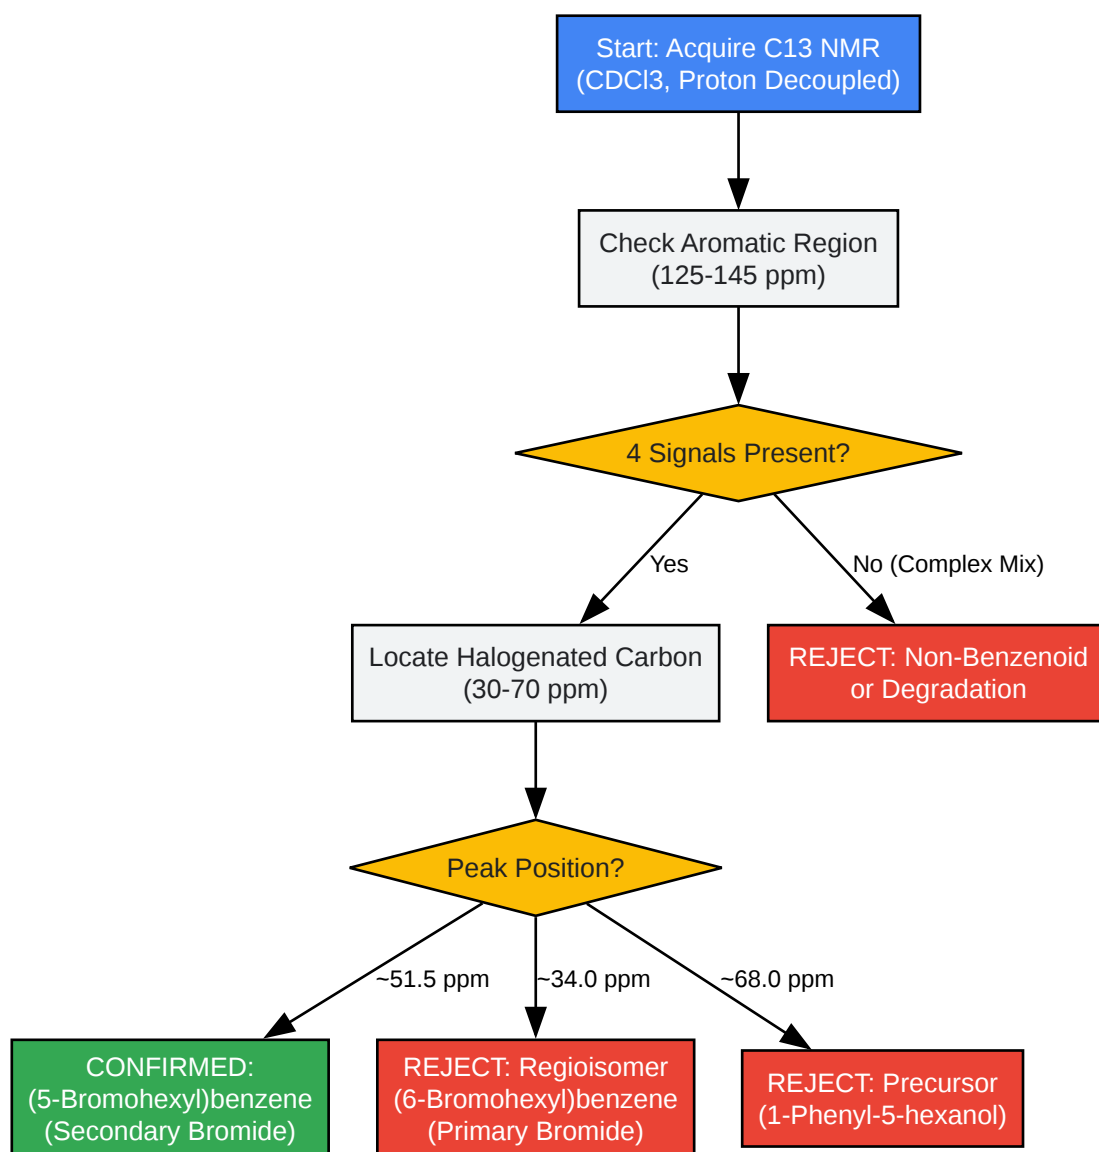 Start: Acquire C13 NMR
(CDCl3, Proton Decoupled)
Check Aromatic Region
(125-145 ppm)
4 Signals Present?
Yes
No (Complex Mix)
Locate Halogenated Carbon
(30-70 ppm)
REJECT: Non-Benzenoid
or Degradation
Peak Position?
~51.5 ppm
~34.0 ppm
~68.0 ppm
CONFIRMED:
(5-Bromohexyl)benzene
(Secondary Bromide)
REJECT: Regioisomer
(6-Bromohexyl)benzene
(Primary Bromide)
REJECT: Precursor
(1-Phenyl-5-hexanol)